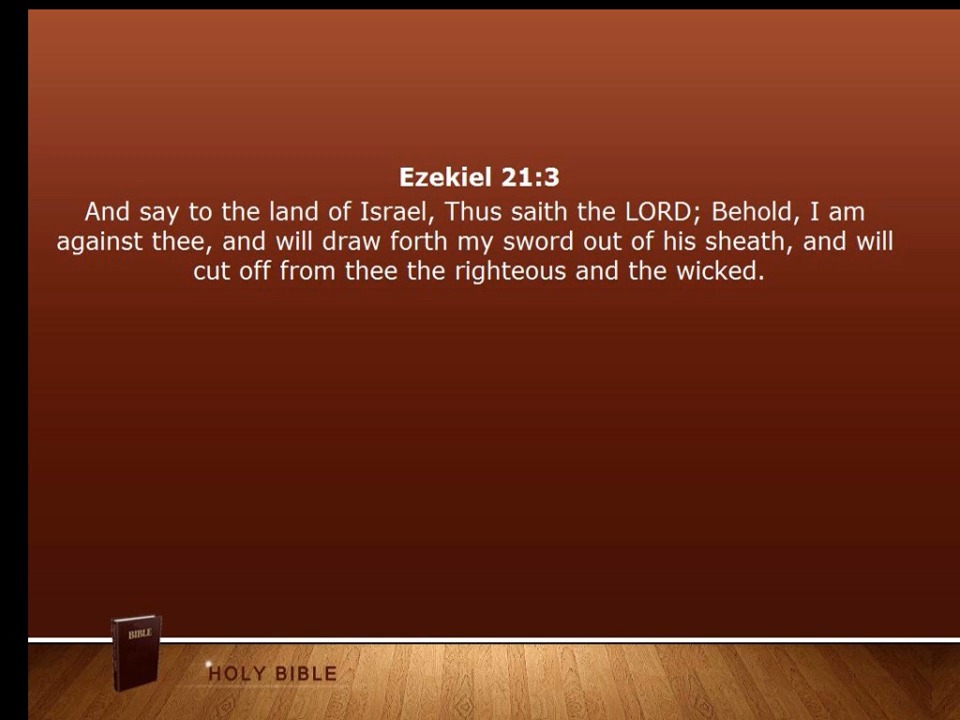 Ezekiel 21:3
And say to the land of Israel, Thus saith the LORD; Behold, I am
against thee, and will draw forth my sword out of his sheath, and will
cut off from thee the righteous and the wicked.
BIBLE
HOLY BIBLE